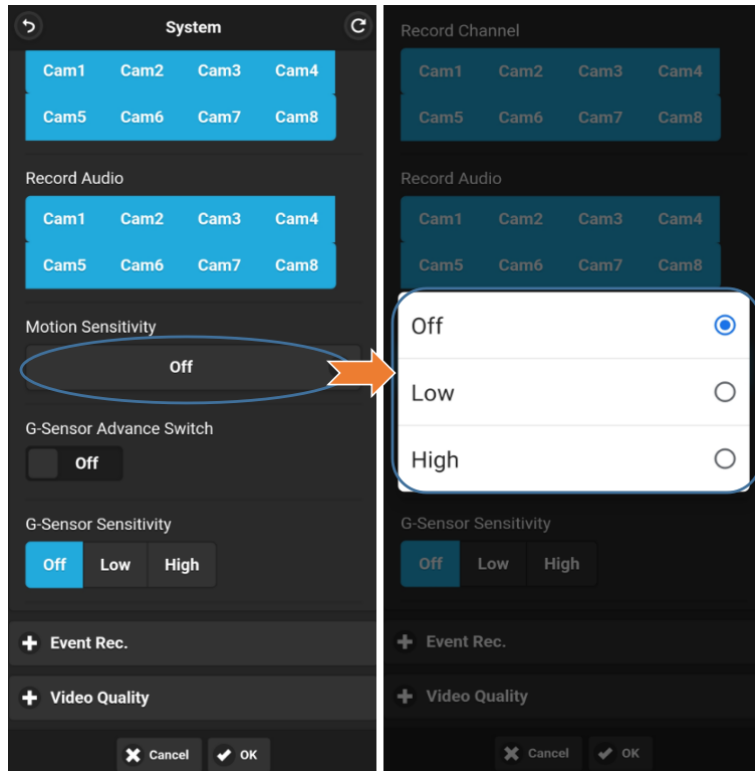 System
Cam1 Cam2 Cam3 Cam4
Cam5 Cam6 Cam7 Cam8
Record Audio
Cam1 Cam2 Cam3 Cam4
Cam5 Cam6 Cam7 Cam8
Motion Sensitivity
Off
G-Sensor Advance Switch
Off
G-Sensor Sensitivity
Off Low High
Event Rec.
Video Quality
Cancel OK
Record Channel
Cam1 Cam2 Cam3 Cam4
Cam5 Cam6 Cam7 Cam8
Record Audio
Cam1 Cam2 Cam3 Cam4
Cam5 Cam6 Cam7 Cam8
Off
Low
High
G-Sensor Sensitivity
Off Low High
Event Rec.
Video Quality
Cancel OK